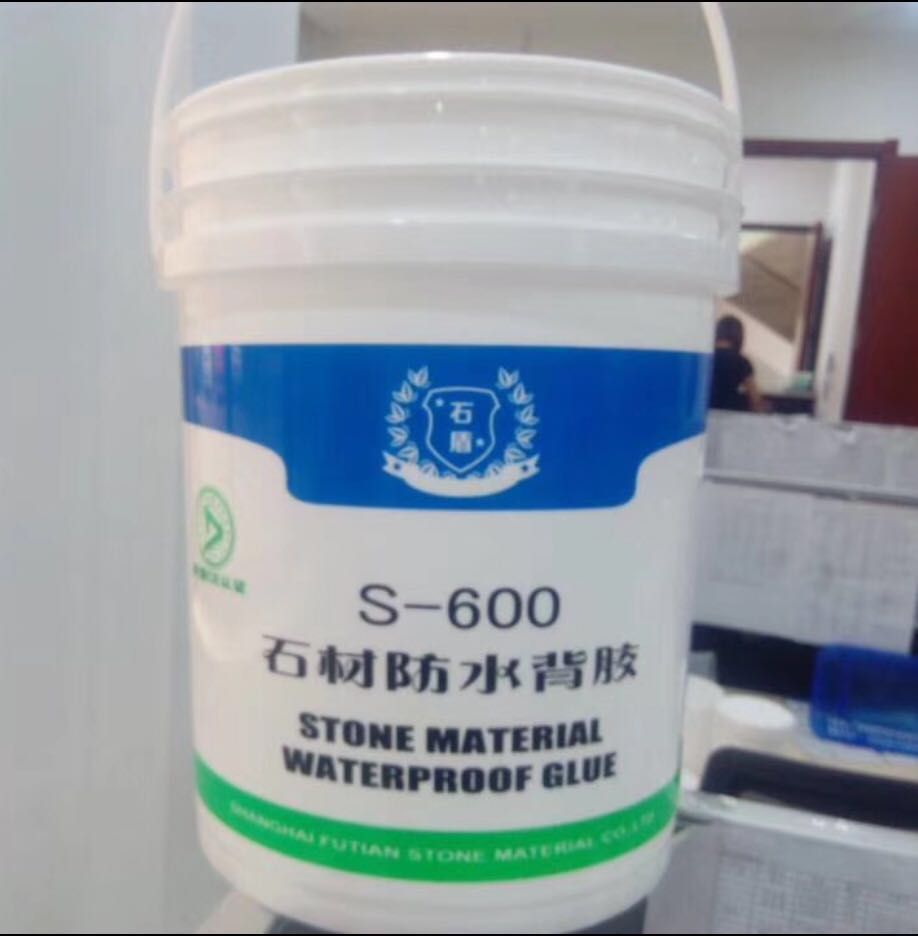 石
盾
S-600
石材防水背胶
STONE MATERIAL
WATERPROOF GLUE
SHANGHAI FUTIAN STONE MATERIAL CO.,LTD